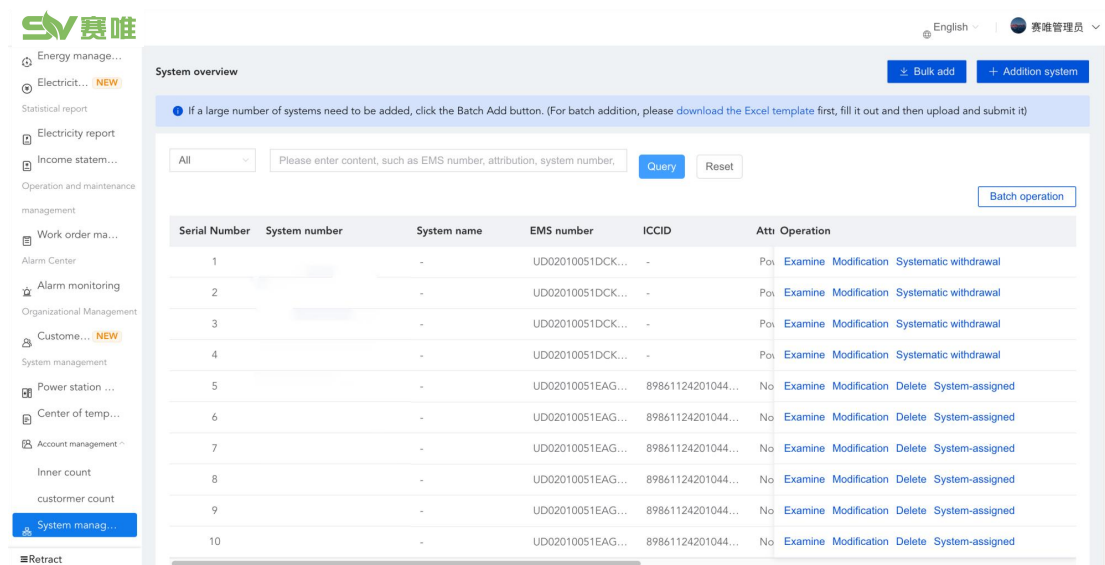 SV赛唯
English
赛唯管理员
Energy manage...
Electricit... NEW
Statistical report
Electricity report
Income statem...
Operation and maintenance
management
Work order ma...
Alarm Center
Alarm monitoring
Organizational Management
Custome... NEW
System management
Power station ...
Center of temp...
Account management
Inner count
custormer count
System manag...
Retract
System overview
Bulk add
+ Addition system
If a large number of systems need to be added, click the Batch Add button. (For batch addition, please download the Excel template first, fill it out and then upload and submit it)
All
Please enter content, such as EMS number, attribution, system number,
Query
Reset
Batch operation
Serial Number System number System name EMS number ICCID Operation
1 - UD02010051DCK... - Examine Modification Systematic withdrawal
2 - UD02010051DCK... - Examine Modification Systematic withdrawal
3 - UD02010051DCK... - Examine Modification Systematic withdrawal
4 - UD02010051DCK... - Examine Modification Systematic withdrawal
5 - UD02010051EAG... 89861124201044... No Examine Modification Delete System-assigned
6 - UD02010051EAG... 89861124201044... No Examine Modification Delete System-assigned
7 - UD02010051EAG... 89861124201044... No Examine Modification Delete System-assigned
8 - UD02010051EAG... 89861124201044... No Examine Modification Delete System-assigned
9 - UD02010051EAG... 89861124201044... No Examine Modification Delete System-assigned
10 - UD02010051EAG... 89861124201044... No Examine Modification Delete System-assigned